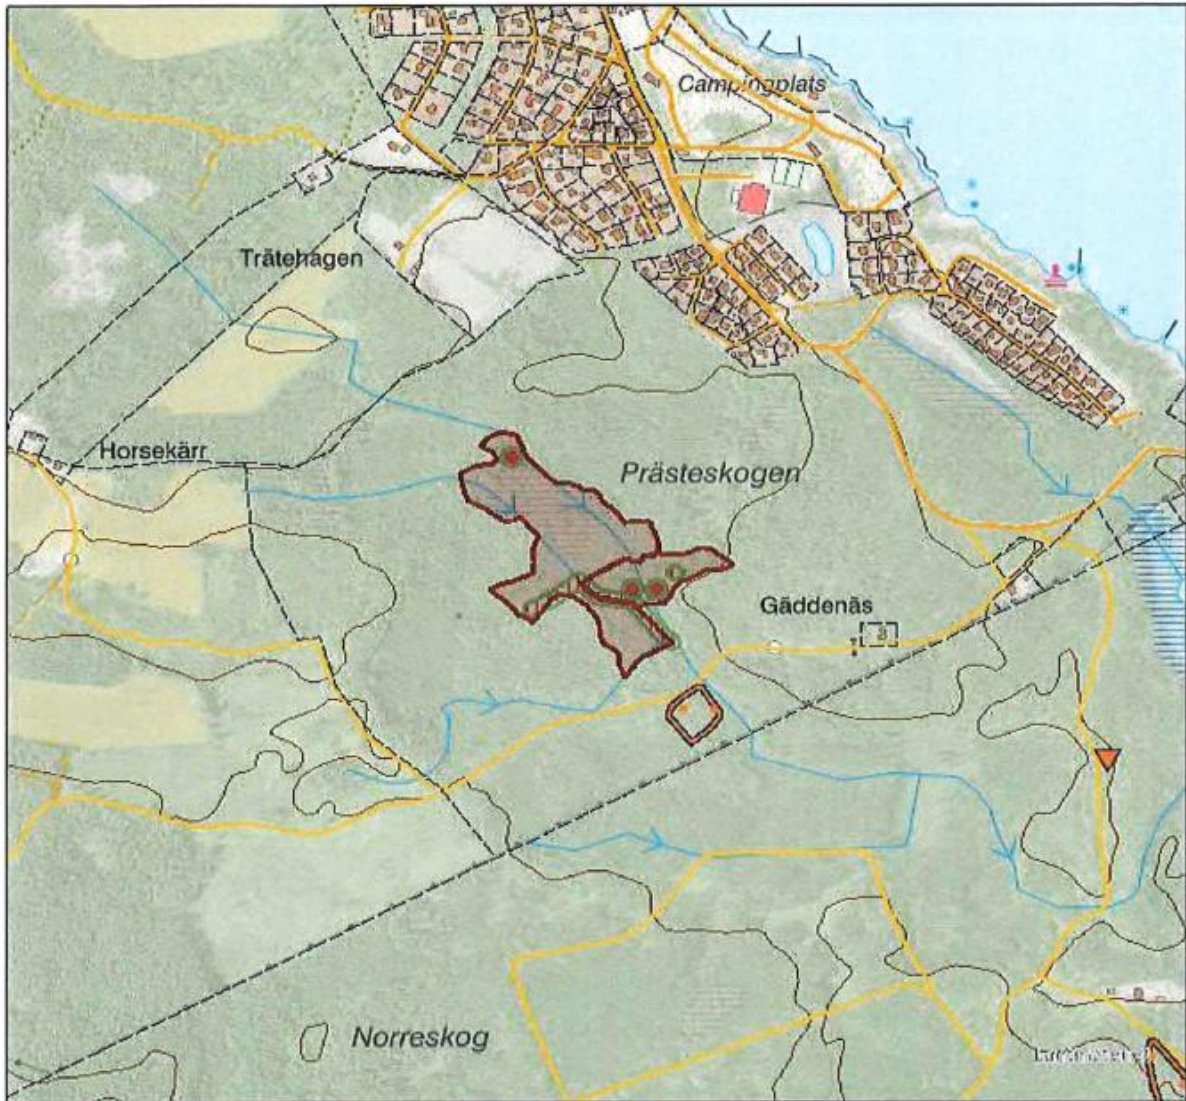 Campingplats
Trätehagen
Horsekärr
Prästeskogen
Gäddenäs
Norreskog